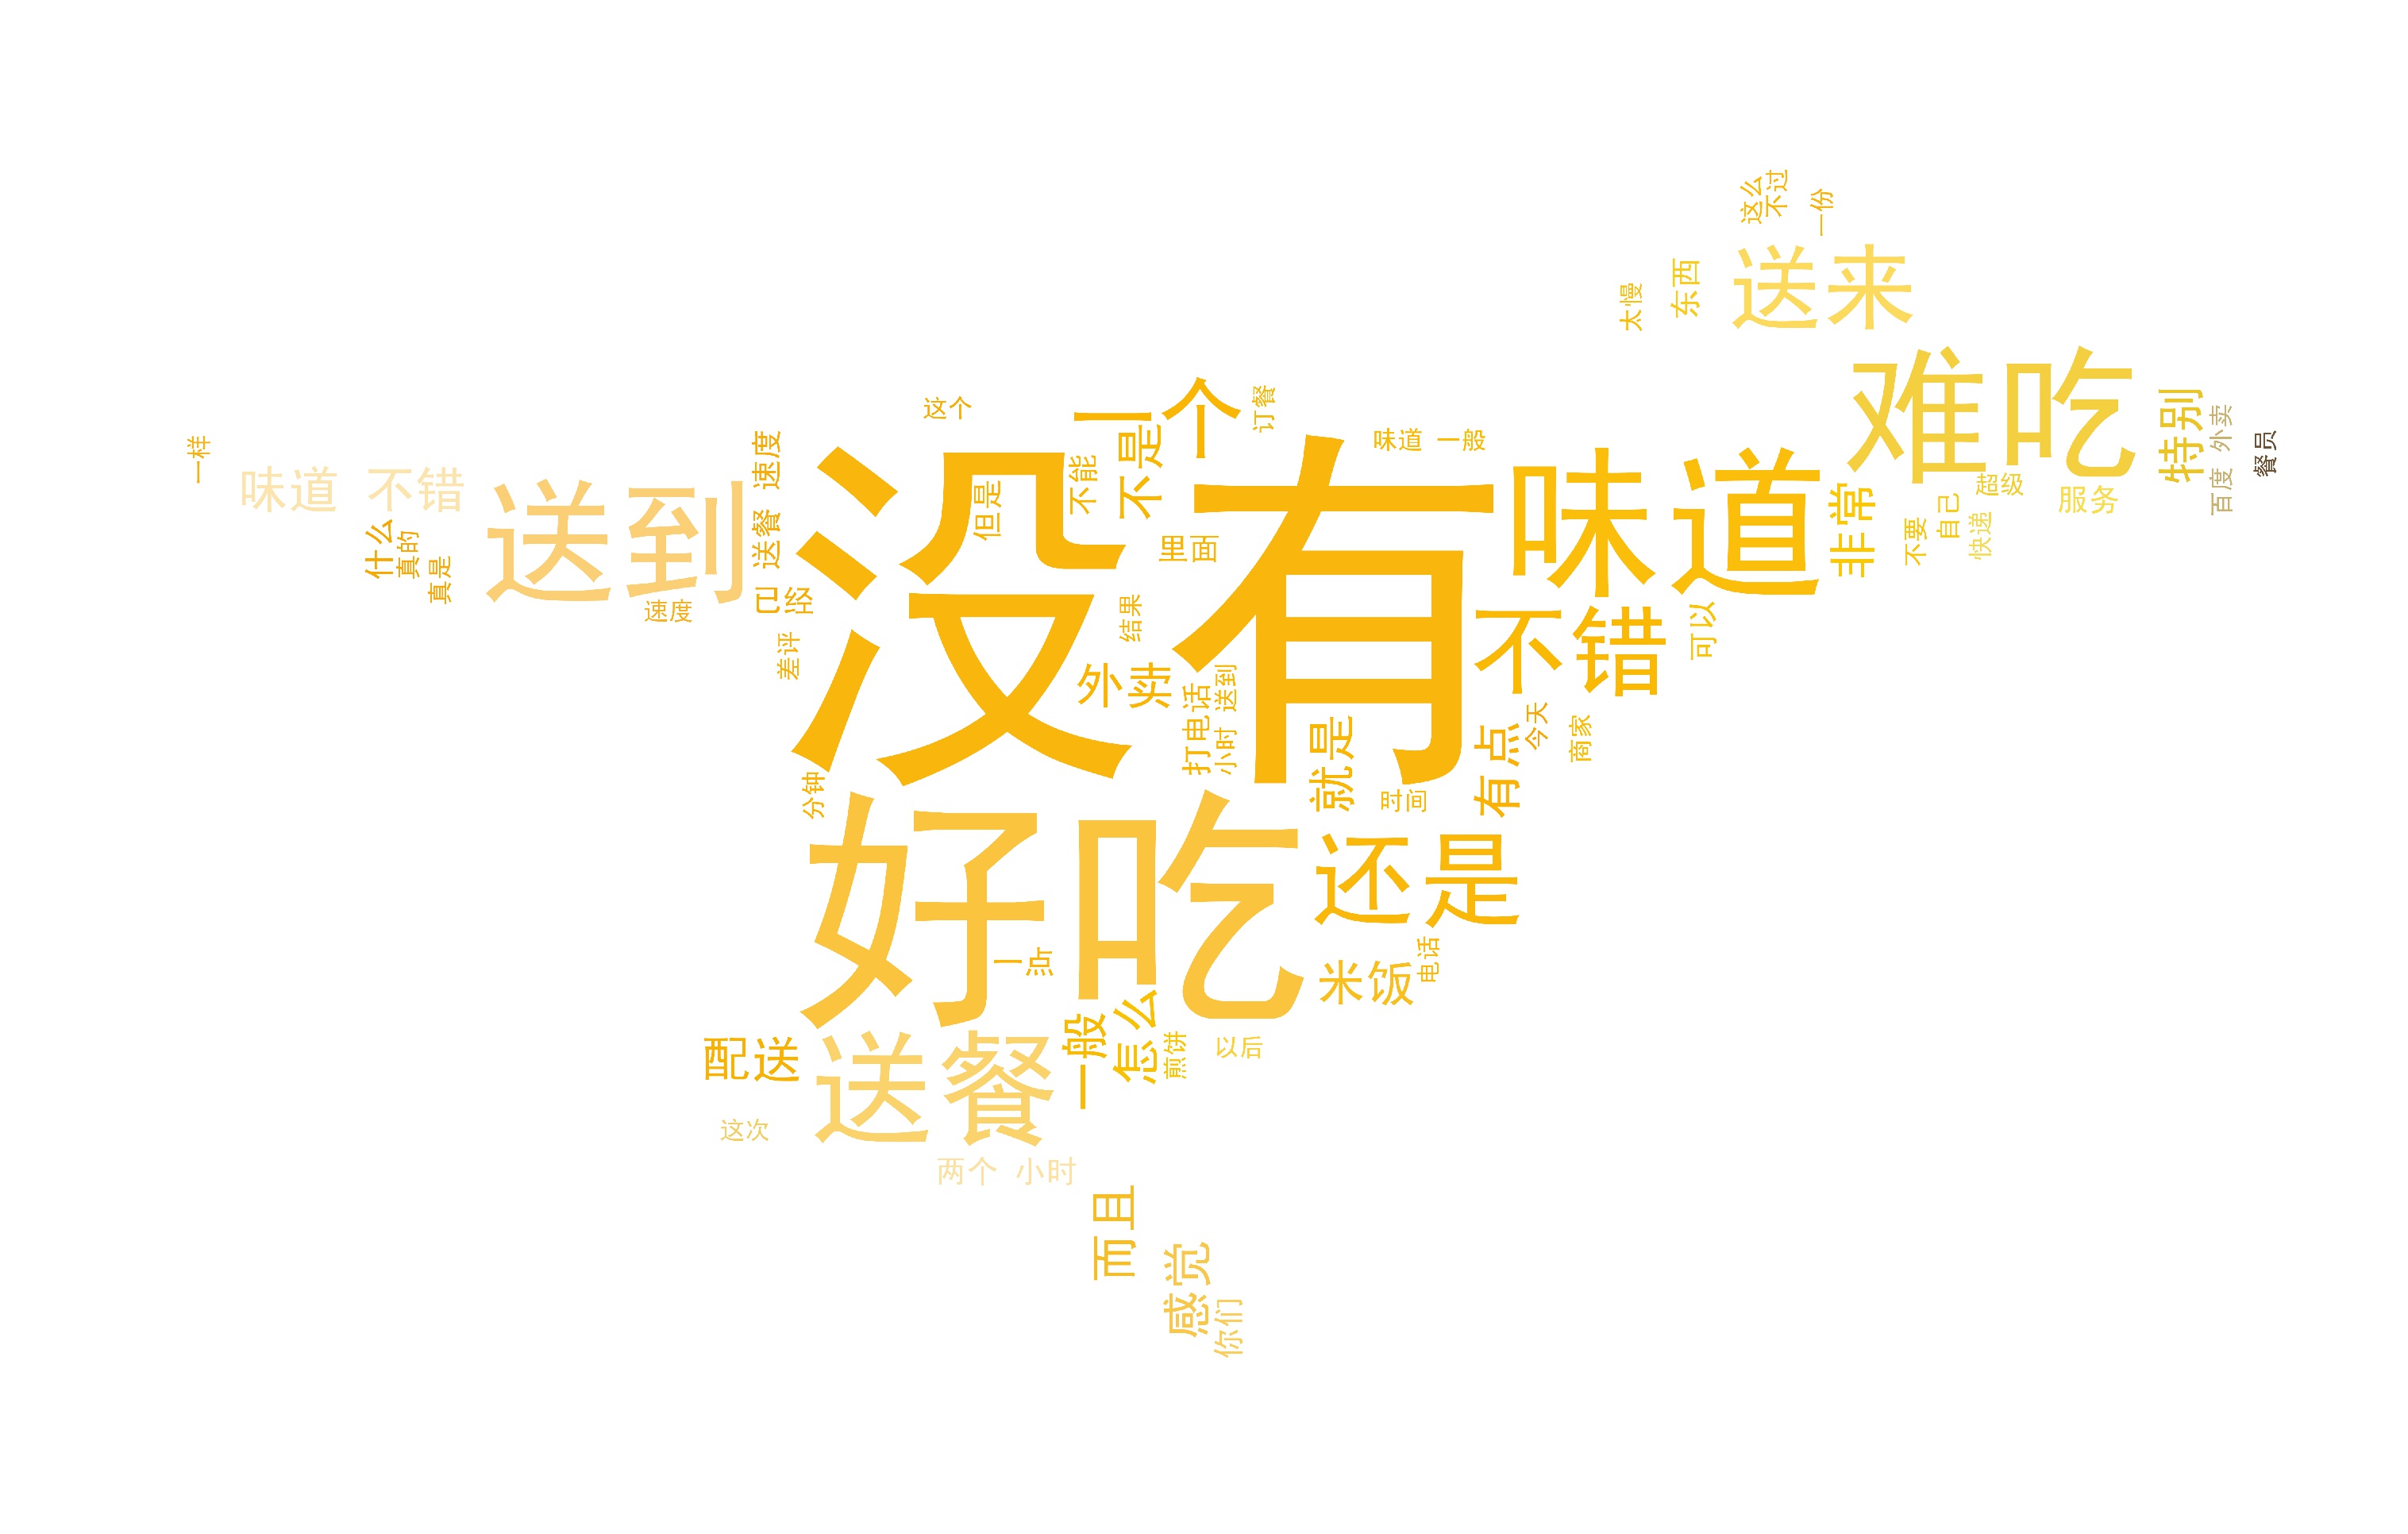 这么
不过
一份
送来
东西
太慢
难吃
特别
百度 外卖
餐员
超级
服务
自己
不要
快递
一个
这个
订餐
不是
不能
但是
味道 一般
没有
味道
非常
一样
味道 不错
送到
速度
什么
真的
真是
送餐 速度
已经
差评
里面
结果
外卖
打电话
小时 送到
不错
可以
就是
时间
有点
今天
商家
分钟
好吃
还是
一点
米饭
电话
配送
送餐
一般
怎么
煎饼
以后
这次
两个 小时
而且
感觉
你们